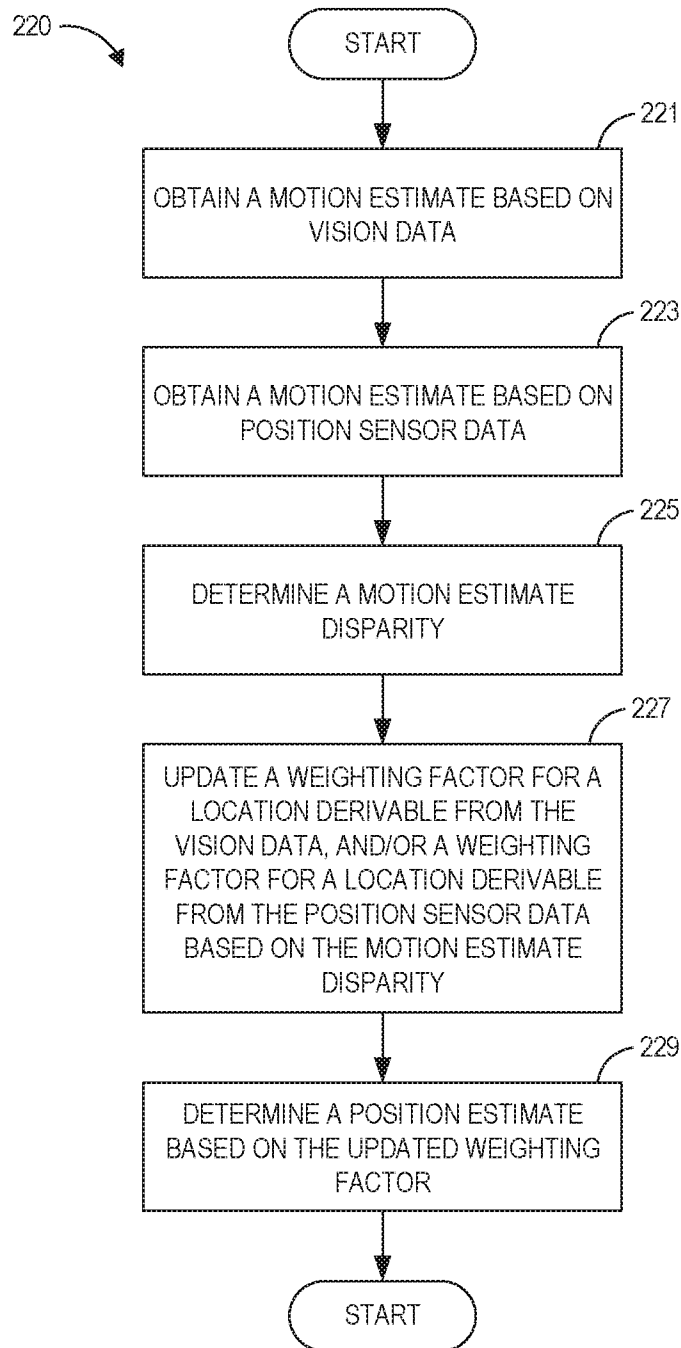 220
START
221
OBTAIN A MOTION ESTIMATE BASED ON
VISION DATA
223
OBTAIN A MOTION ESTIMATE BASED ON
POSITION SENSOR DATA
225
DETERMINE A MOTION ESTIMATE
DISPARITY
227
UPDATE A WEIGHTING FACTOR FOR A
LOCATION DERIVABLE FROM THE
VISION DATA, AND/OR A WEIGHTING
FACTOR FOR A LOCATION DERIVABLE
FROM THE POSITION SENSOR DATA
BASED ON THE MOTION ESTIMATE
DISPARITY
229
DETERMINE A POSITION ESTIMATE
BASED ON THE UPDATED WEIGHTING
FACTOR
START